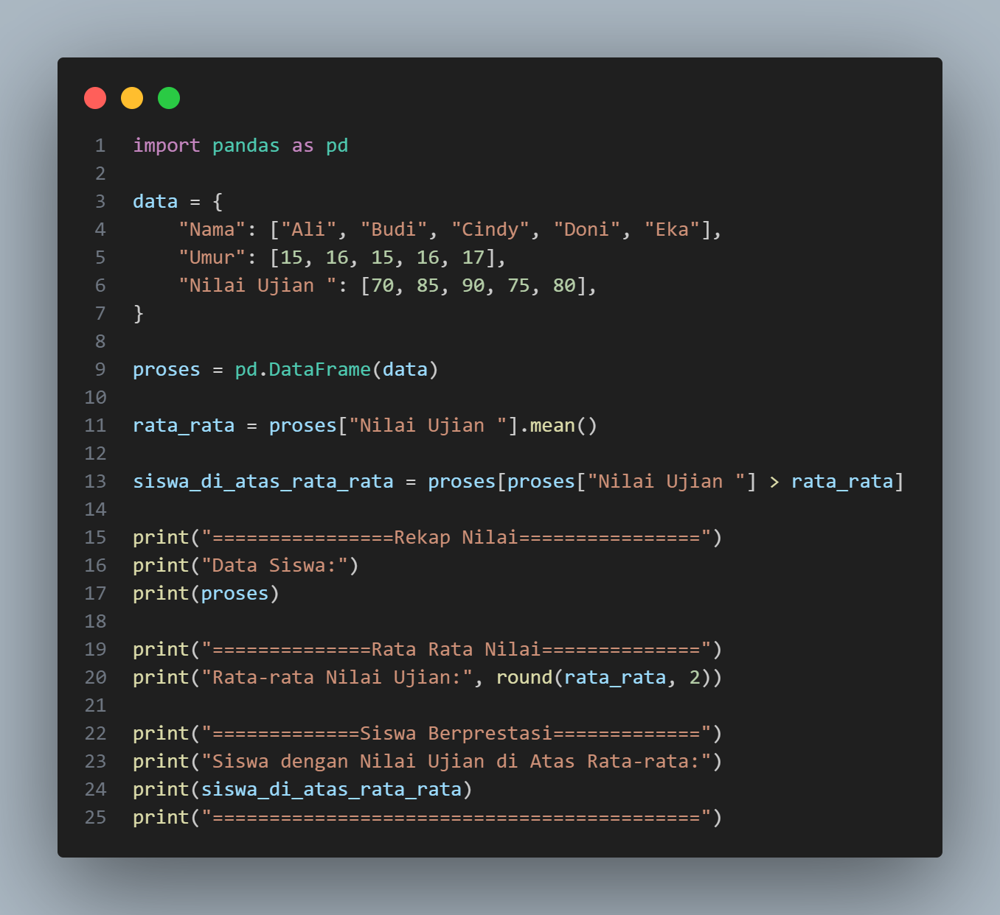 1 import pandas as pd
2
3 data = {
4     "Nama": ["Ali", "Budi", "Cindy", "Doni", "Eka"],
5     "Umur": [15, 16, 15, 16, 17],
6     "Nilai Ujian ": [70, 85, 90, 75, 80],
7 }
8
9 proses = pd.DataFrame(data)
10
11 rata_rata = proses["Nilai Ujian "].mean()
12
13 siswa_di_atas_rata_rata = proses[proses["Nilai Ujian "] > rata_rata]
14
15 print("================Rekap Nilai================")
16 print("Data Siswa:")
17 print(proses)
18
19 print("==============Rata Rata Nilai==============")
20 print("Rata-rata Nilai Ujian:", round(rata_rata, 2))
21
22 print("=============Siswa Berprestasi=============")
23 print("Siswa dengan Nilai Ujian di Atas Rata-rata:")
24 print(siswa_di_atas_rata_rata)
25 print("===========================================")